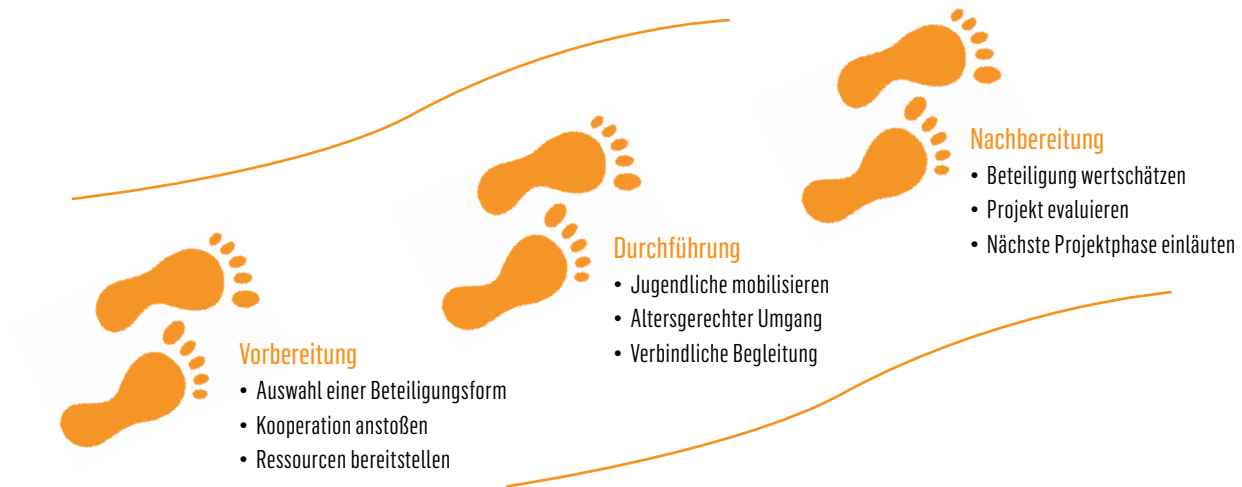 Vorbereitung
• Auswahl einer Beteiligungsform
• Kooperation anstoßen
• Ressourcen bereitstellen
Durchführung
• Jugendliche mobilisieren
• Altersgerechter Umgang
• Verbindliche Begleitung
Nachbereitung
• Beteiligung wertschätzen
• Projekt evaluieren
• Nächste Projektphase einläuten